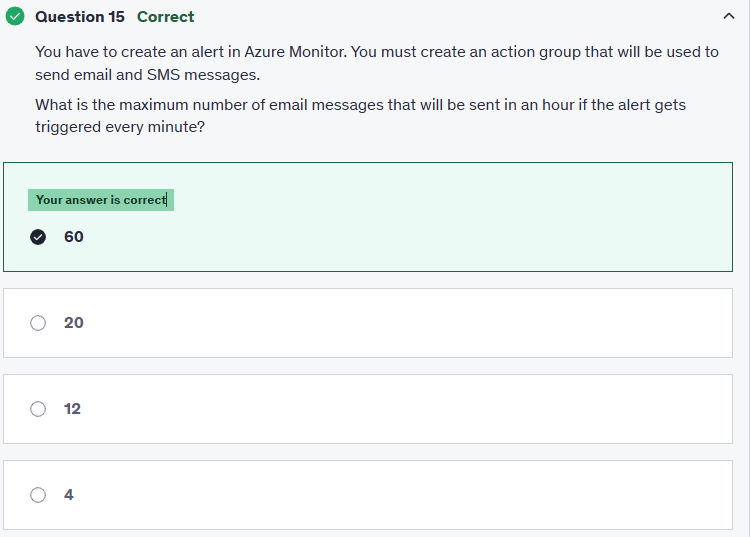 Question 15 Correct
You have to create an alert in Azure Monitor. You must create an action group that will be used to
send email and SMS messages.
What is the maximum number of email messages that will be sent in an hour if the alert gets
triggered every minute?
Your answer is correct
60
20
12
4